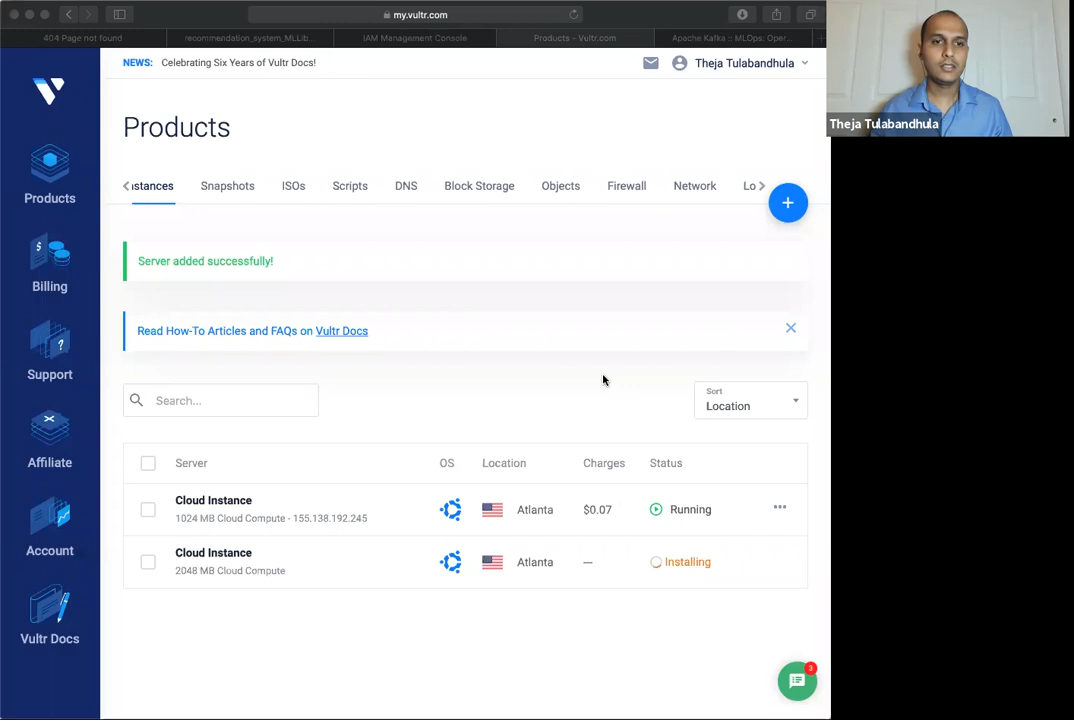 my.vultr.com
404 Page not found
recommendation_system_MLLib...
IAM Management Console
Products - Vultr.com
Apache Kafka :: MLOps: Oper...
NEWS: Celebrating Six Years of Vultr Docs!
Theja Tulabandhula
Theja Tulabandhula
Products
Billing
Support
Affiliate
Account
Vultr Docs
Products
nstances
Snapshots
ISOs
Scripts
DNS
Block Storage
Objects
Firewall
Network
Lo
+
Server added successfully!
Read How-To Articles and FAQs on Vultr Docs
Search...
Sort
Location
Server
OS
Location
Charges
Status
Cloud Instance
1024 MB Cloud Compute - 155.138.192.245
Atlanta
$0.07
Running
Cloud Instance
2048 MB Cloud Compute
Atlanta
—
Installing
3